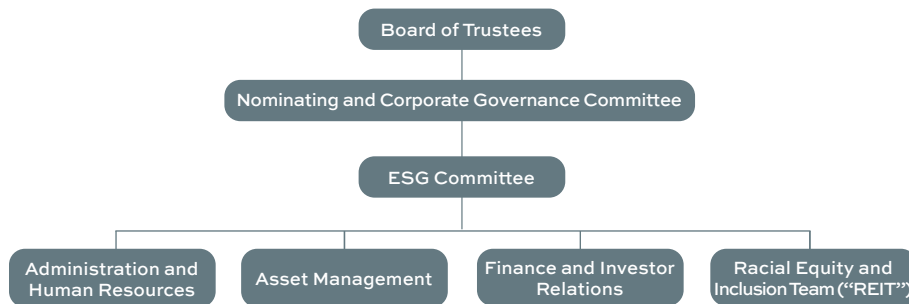 Board of Trustees
Nominating and Corporate Governance Committee
ESG Committee
Administration and
Human Resources
Asset Management
Finance and Investor
Relations
Racial Equity and
Inclusion Team (“REIT”)